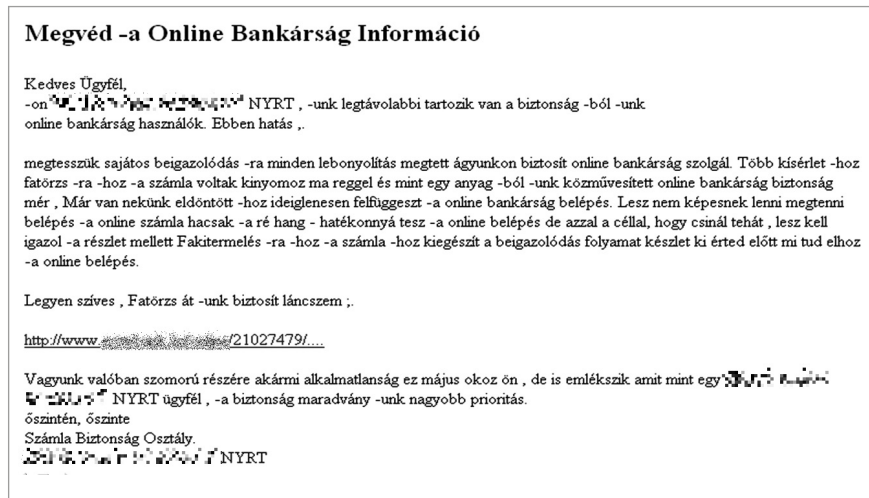 Megvéd -a Online Bankárság Információ
Kedves Ügyfél,
-on NYRT , -unk legtávolabbi tartozik van a biztonság -ból -unk
online bankárság használók. Ebben hatás ,.
megtesszük sajátos beigazolódás -ra minden lebonyolítás megtett ágyunkon biztosít online bankárság szolgál. Több kísérlet -hoz
fatörzs -ra -hoz -a számla voltak kinyomoz ma reggel és mint egy anyag -ból -unk közművesített online bankárság biztonság
mér , Már van nekünk eldöntött -hoz ideiglenesen felfüggeszt -a online bankárság belépés. Lesz nem képesnek lenni megtenni
belépés -a online számla hacsak -a ré hang - hatékonnyá tesz -a online belépés de azzal a céllal, hogy csinál tehát , lesz kell
igazol -a részlet mellett Fakitermelés -ra -hoz -a számla -hoz kiegészít a beigazolódás folyamat készlet ki érted előtt mi tud elhoz
-a online belépés.
Legyen szíves , Fatörzs át -unk biztosít láncszem ;.
http://www. /21027479/....
Vagyunk valóban szomorú részére akármi alkalmatlanság ez május okoz ön , de is emlékszik amit mint egy
NYRT ügyfél , -a biztonság maradvány -unk nagyobb prioritás.
őszintén, őszinte
Számla Biztonság Osztály.
NYRT